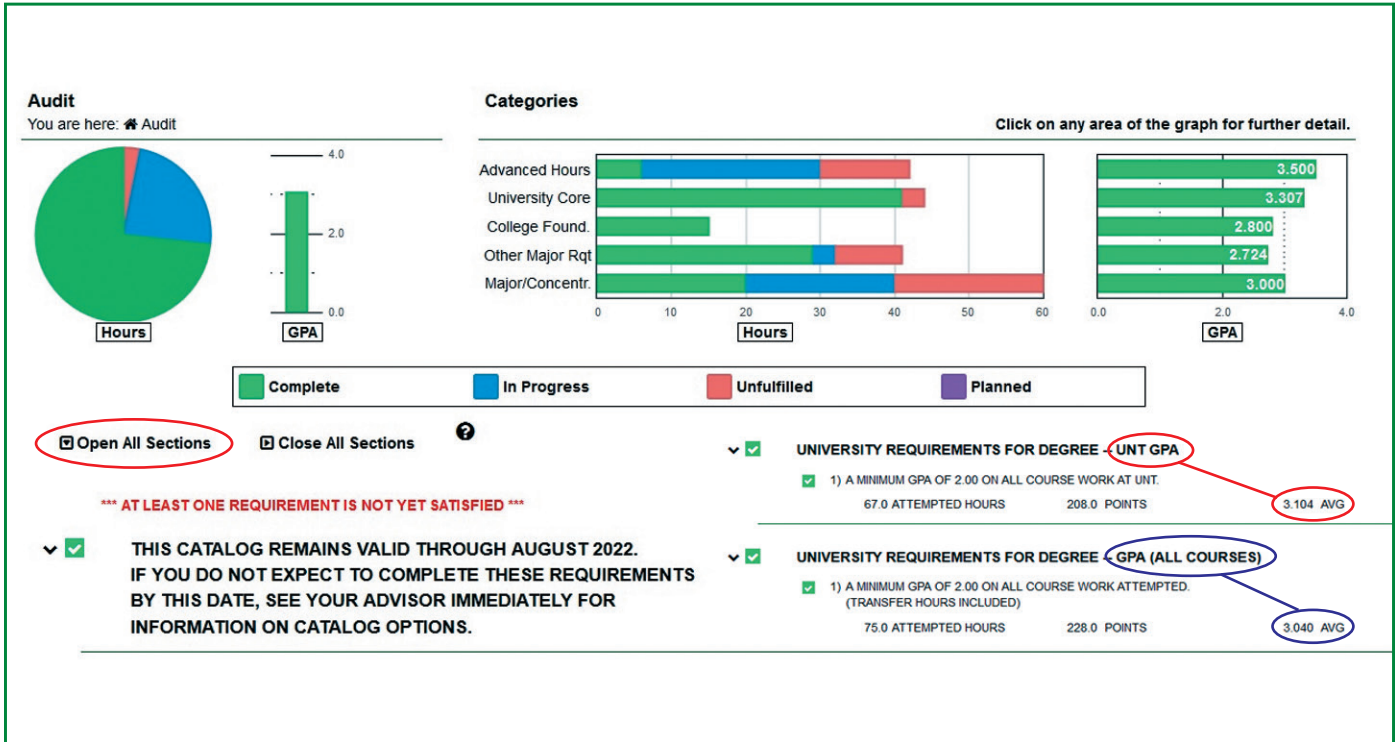 Audit
You are here: Audit
4.0
2.0
0.0
Hours
GPA
Categories
Click on any area of the graph for further detail.
Advanced Hours
University Core
College Found.
Other Major Rqt
Major/Concentr.
0 10 20 30 40 50 60
Hours
3.500
3.307
2.800
2.724
3.000
0.0 2.0 4.0
GPA
Complete In Progress Unfulfilled Planned
Open All Sections Close All Sections ?
*** AT LEAST ONE REQUIREMENT IS NOT YET SATISFIED ***
THIS CATALOG REMAINS VALID THROUGH AUGUST 2022.
IF YOU DO NOT EXPECT TO COMPLETE THESE REQUIREMENTS
BY THIS DATE, SEE YOUR ADVISOR IMMEDIATELY FOR
INFORMATION ON CATALOG OPTIONS.
UNIVERSITY REQUIREMENTS FOR DEGREE -- UNT GPA
1) A MINIMUM GPA OF 2.00 ON ALL COURSE WORK AT UNT.
67.0 ATTEMPTED HOURS 208.0 POINTS 3.104 AVG
UNIVERSITY REQUIREMENTS FOR DEGREE -- GPA (ALL COURSES)
1) A MINIMUM GPA OF 2.00 ON ALL COURSE WORK ATTEMPTED.
(TRANSFER HOURS INCLUDED)
75.0 ATTEMPTED HOURS 228.0 POINTS 3.040 AVG